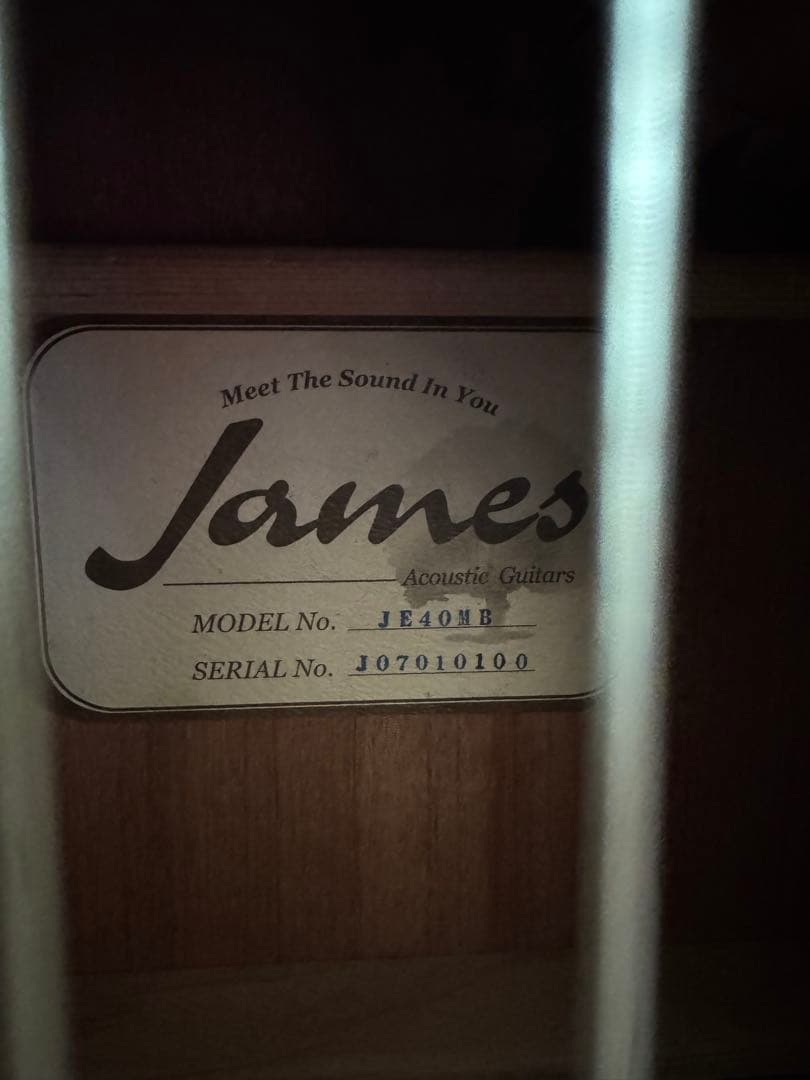 Meet The Sound In You
James
Acoustic Guitars
MODEL No. JE40MB
SERIAL No. J07010100